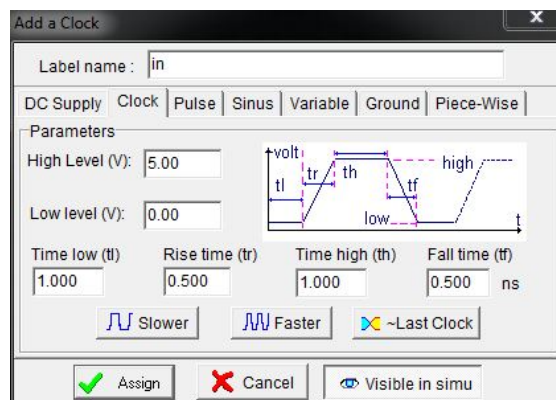 Add a Clock
x
Label name : in
DC Supply Clock Pulse Sinus Variable Ground Piece-Wise
Parameters
High Level (V): 5.00
Low level (V): 0.00
volt
tl tr th tf high
low
t
Time low (tl) Rise time (tr) Time high (th) Fall time (tf)
1.000 0.500 1.000 0.500 ns
Slower Faster ~Last Clock
Assign Cancel Visible in simu